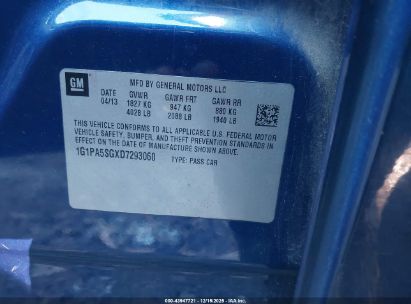 GM
MFD BY GENERAL MOTORS LLC
DATE GVWR GAWR FRT GAWR RR
04/13 1827 KG 947 KG 880 KG
4028 LB 2088 LB 1940 LB
THIS VEHICLE CONFORMS TO ALL APPLICABLE U.S. FEDERAL MOTOR
VEHICLE SAFETY, BUMPER, AND THEFT PREVENTION STANDARDS IN
EFFECT ON THE DATE OF MANUFACTURE SHOWN ABOVE.
1G1PA5SGXD7293060 TYPE: PASS CAR